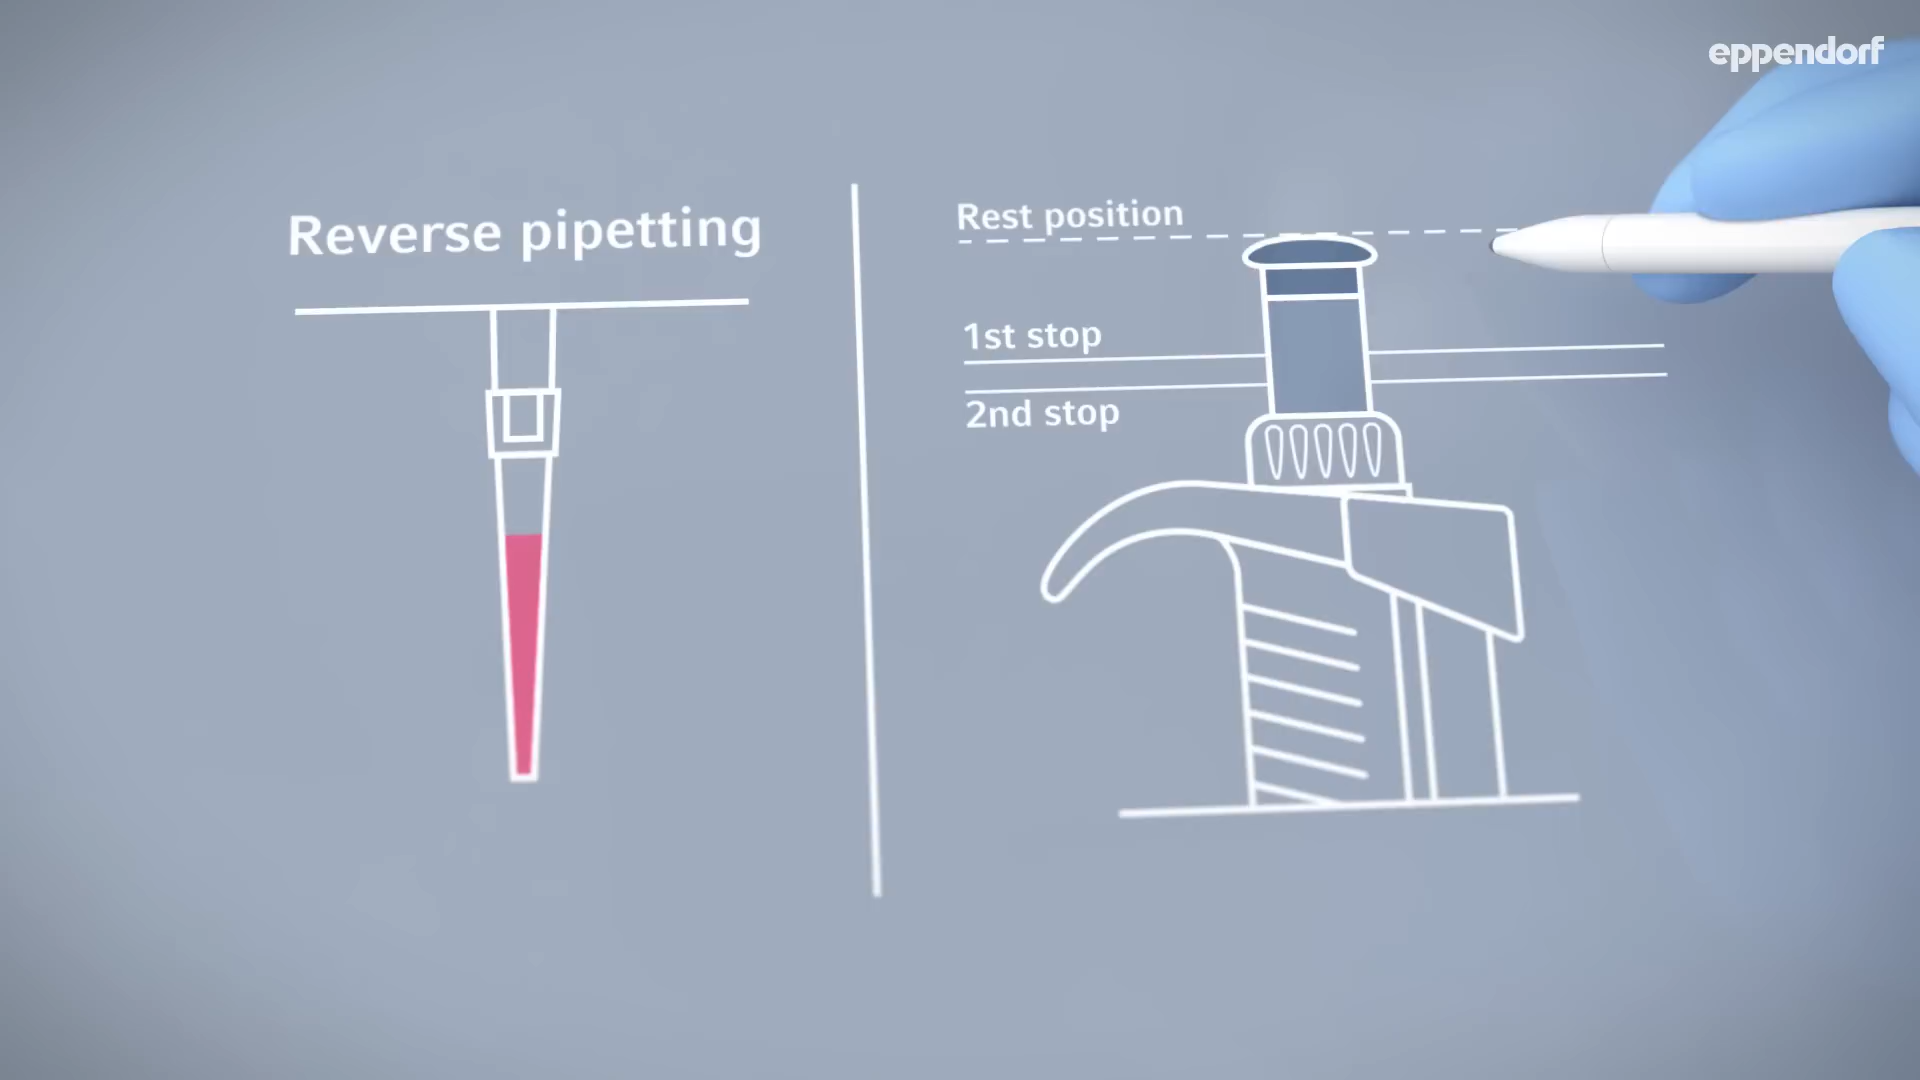 eppendorf
Reverse pipetting
Rest position
1st stop
2nd stop